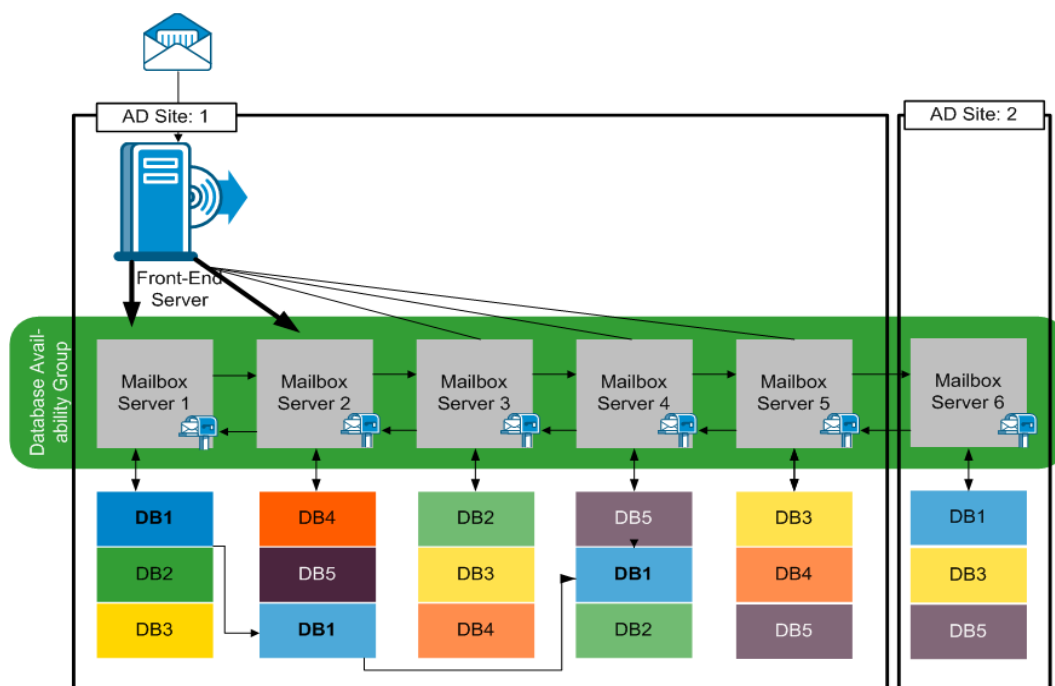 AD Site: 1
AD Site: 2
Front-End
Server
Database Avail-
ability Group
Mailbox
Server 1
Mailbox
Server 2
Mailbox
Server 3
Mailbox
Server 4
Mailbox
Server 5
Mailbox
Server 6
DB1
DB2
DB3
DB4
DB5
DB1
DB2
DB3
DB4
DB5
DB1
DB2
DB3
DB4
DB5
DB1
DB3
DB5